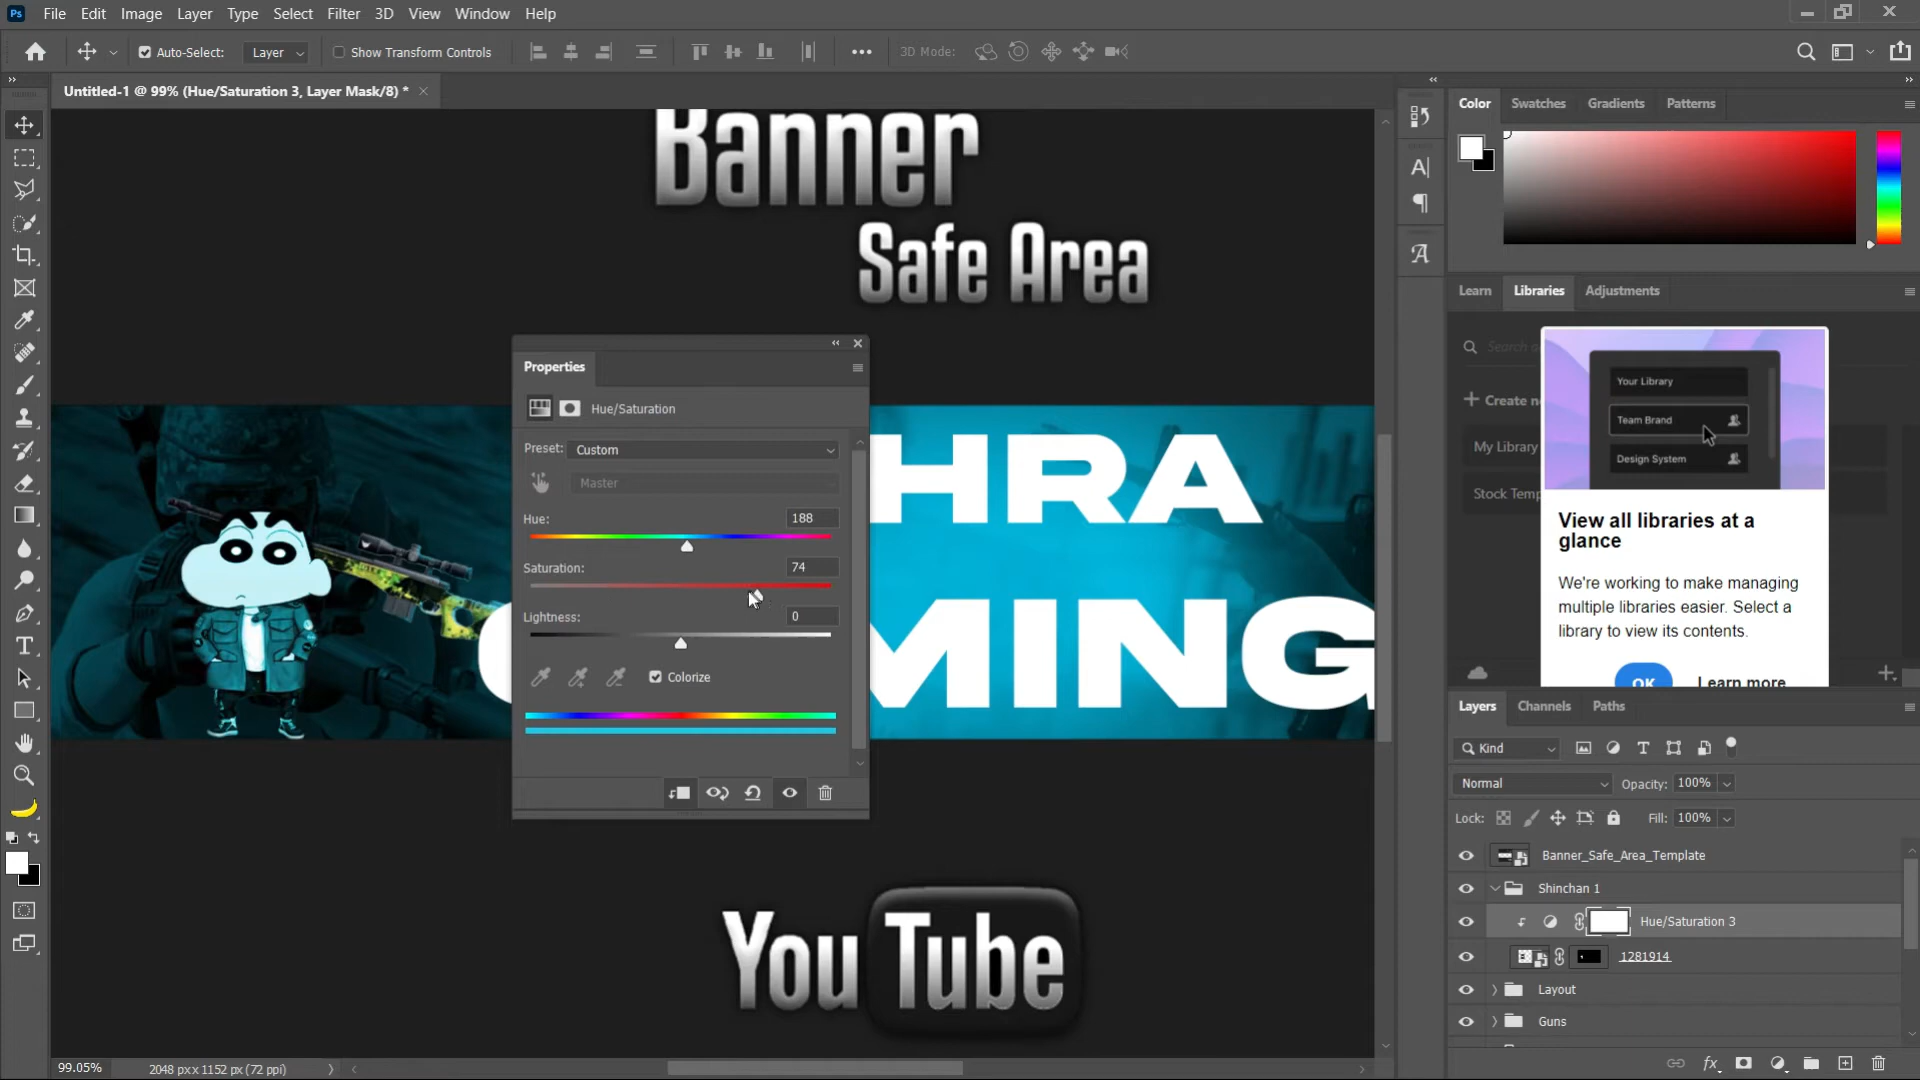 Ps File Edit Image Layer Type Select Filter 3D View Window Help
Auto-Select: Layer Show Transform Controls 3D Mode:
Untitled-1 @ 99% (Hue/Saturation 3, Layer Mask/8) *
Banner
Safe Area
HRA
MING
You Tube
Properties
Hue/Saturation
Preset: Custom
Master
Hue: 188
Saturation: 74
Lightness: 0
Colorize
Color Swatches Gradients Patterns
Learn Libraries Adjustments
Search
Create
My Library
Your Library
Team Brand
Design System
View all libraries at a
glance
We're working to make managing
multiple libraries easier. Select a
library to view its contents.
OK Learn more
Layers Channels Paths
Kind
Normal Opacity: 100%
Lock: Fill: 100%
Banner_Safe_Area_Template
Shinchan 1
Hue/Saturation 3
1281914
Layout
Guns
99.05% 2048 px x 1152 px (72 ppi)